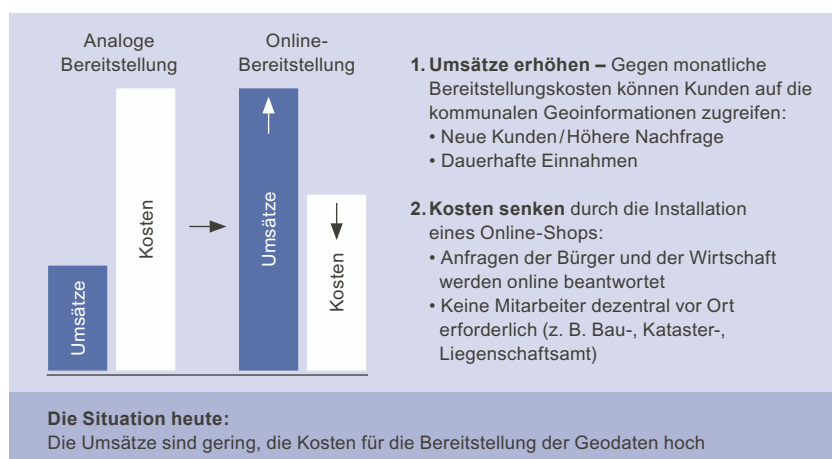 Analoge
Bereitstellung
Online-
Bereitstellung
Umsätze
Kosten
Umsätze
Kosten
1. Umsätze erhöhen – Gegen monatliche
Bereitstellungskosten können Kunden auf die
kommunalen Geoinformationen zugreifen:
• Neue Kunden/Höhere Nachfrage
• Dauerhafte Einnahmen
2. Kosten senken durch die Installation
eines Online-Shops:
• Anfragen der Bürger und der Wirtschaft
werden online beantwortet
• Keine Mitarbeiter dezentral vor Ort
erforderlich (z. B. Bau-, Kataster-,
Liegenschaftsamt)
Die Situation heute:
Die Umsätze sind gering, die Kosten für die Bereitstellung der Geodaten hoch